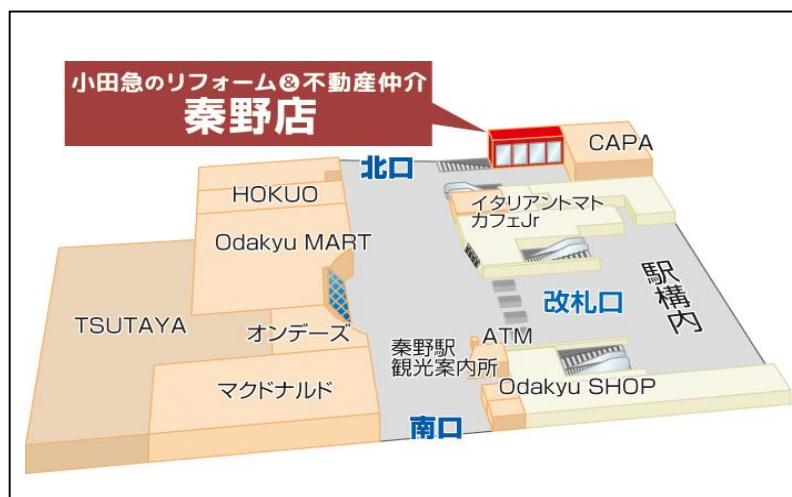 小田急のリフォーム&不動産仲介
秦野店
CAPA
北口
HOKUO
イタリアントマト
カフェJr
Odakyu MART
駅構内
改札口
TSUTAYA
オンデーズ
ATM
秦野駅
観光案内所
マクドナルド
Odakyu SHOP
南口